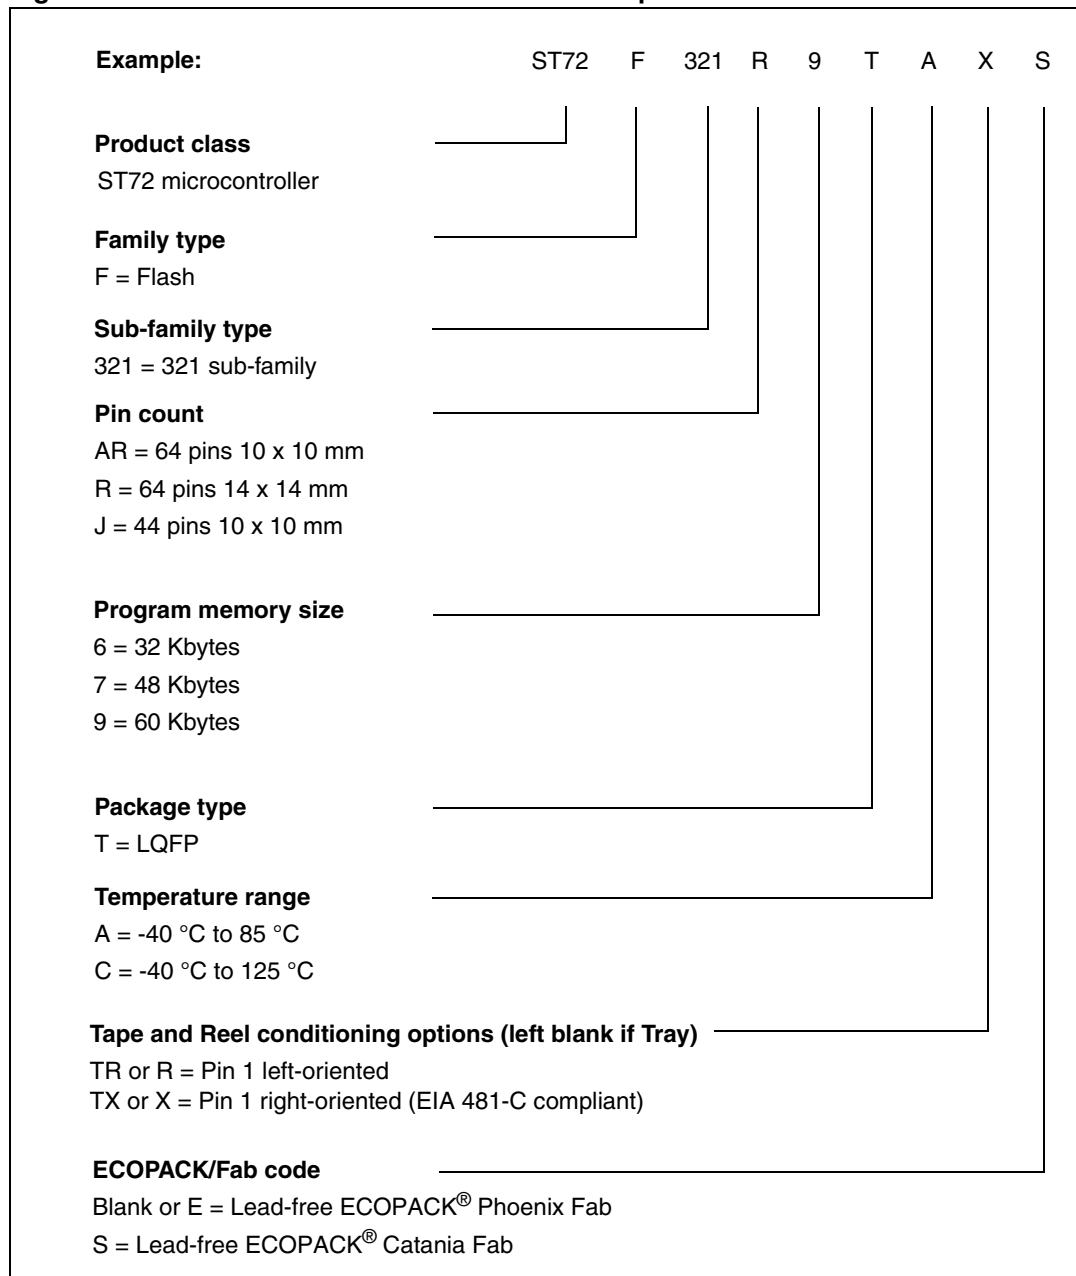 Example: ST72 F 321 R 9 T A X S
Product class
ST72 microcontroller
Family type
F = Flash
Sub-family type
321 = 321 sub-family
Pin count
AR = 64 pins 10 x 10 mm
R = 64 pins 14 x 14 mm
J = 44 pins 10 x 10 mm
Program memory size
6 = 32 Kbytes
7 = 48 Kbytes
9 = 60 Kbytes
Package type
T = LQFP
Temperature range
A = -40 °C to 85 °C
C = -40 °C to 125 °C
Tape and Reel conditioning options (left blank if Tray)
TR or R = Pin 1 left-oriented
TX or X = Pin 1 right-oriented (EIA 481-C compliant)
ECOPACK/Fab code
Blank or E = Lead-free ECOPACK® Phoenix Fab
S = Lead-free ECOPACK® Catania Fab